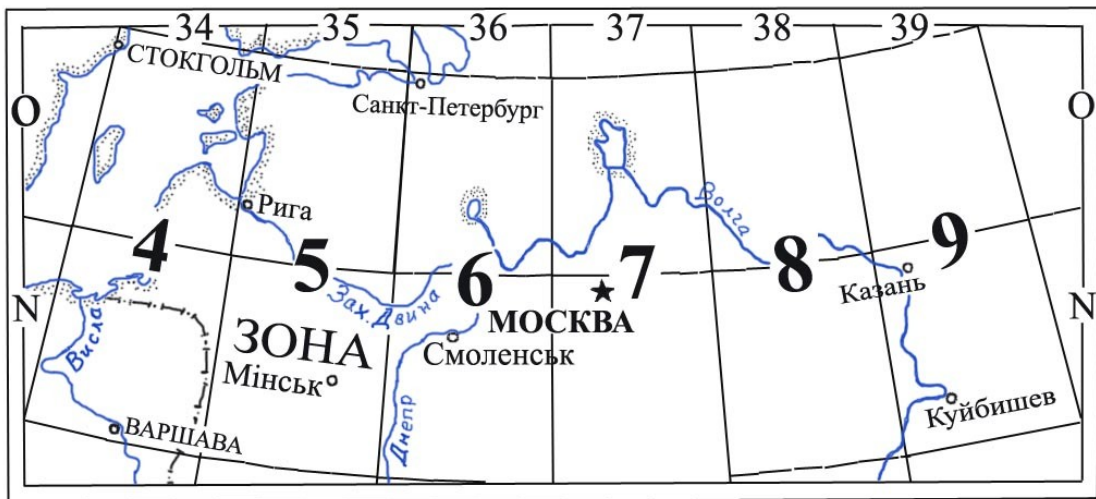 34 35 36 37 38 39
СТОКГОЛЬМ
Санкт-Петербург
О О
Рига
Волга
4 5 6 7 8 9
Зах. Двина
Казань
N N
МОСКВА
ЗОНА
Висла
Смоленськ
Мінськ
Днепр
Куйбишев
ВАРШАВА